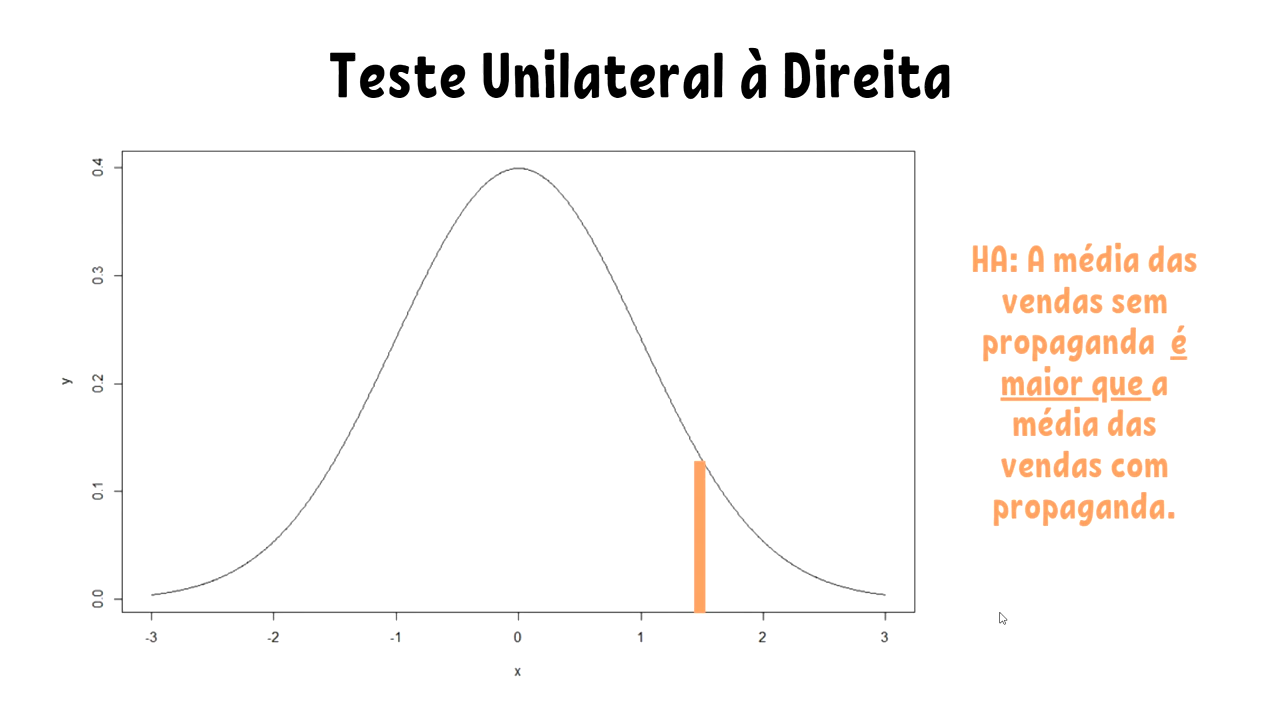 Teste Unilateral à Direita
0.4
0.3
0.2
0.1
0.0
y
-3 -2 -1 0 1 2 3
x
HA: A média das
vendas sem
propaganda é
maior que a
média das
vendas com
propaganda.